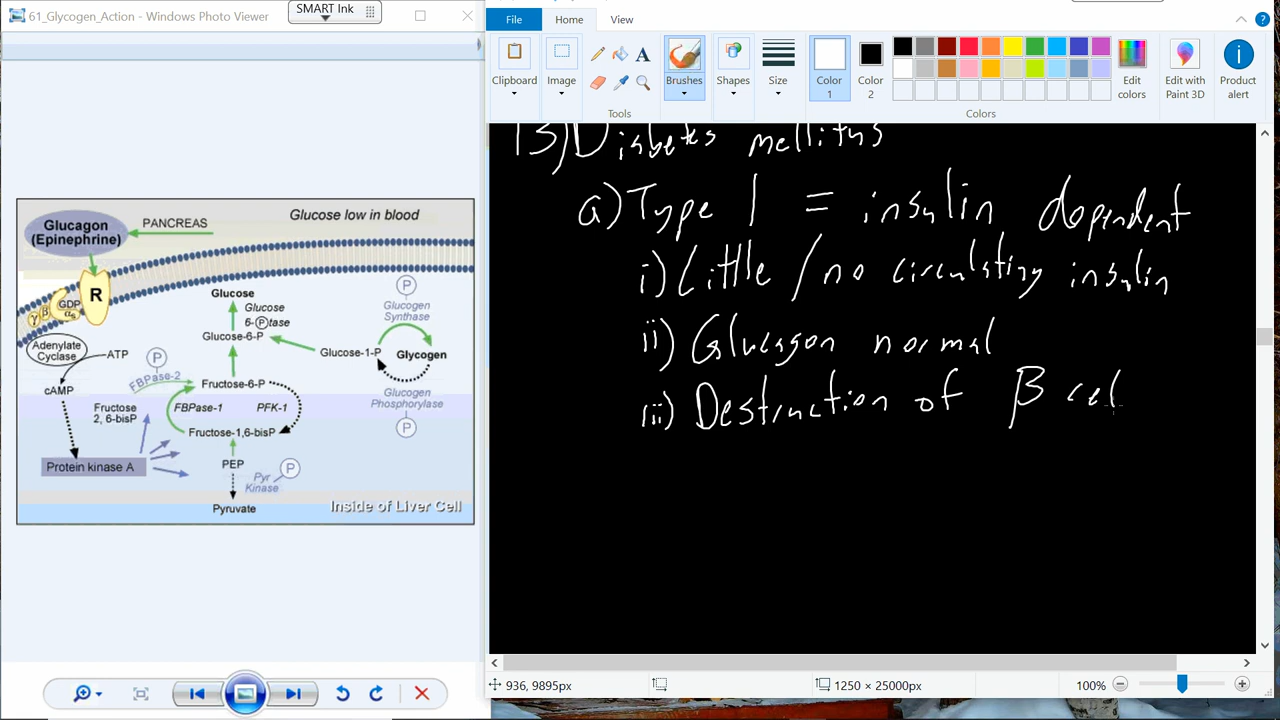 61_Glycogen_Action - Windows Photo Viewer
SMART Ink
Glucagon
(Epinephrine)
PANCREAS
Glucose low in blood
R
GDP
γ β αs
Adenylate
Cyclase
ATP
cAMP
P
FBPase-2
Fructose
2, 6-bisP
Protein kinase A
Glucose
Glucose
6-Ptase
Glucose-6-P
Glucose-1-P
P
Glucogen
Synthase
Glycogen
Glucogen
Phosphorylase
P
Fructose-6-P
FBPase-1
PFK-1
Fructose-1,6-bisP
PEP
P
Pyr
Kinase
Pyruvate
Inside of Liver Cell
File
Home
View
Clipboard
Image
Tools
Brushes
Shapes
Size
Color
1
Color
2
Edit
colors
Edit with
Paint 3D
Product
alert
Colors
13) Diabetes mellitus
a) Type 1 = insulin dependent
i) Little / no circulating insulin
ii) Glucagon normal
iii) Destruction of β cel
936, 9895px
1250 × 25000px
100%